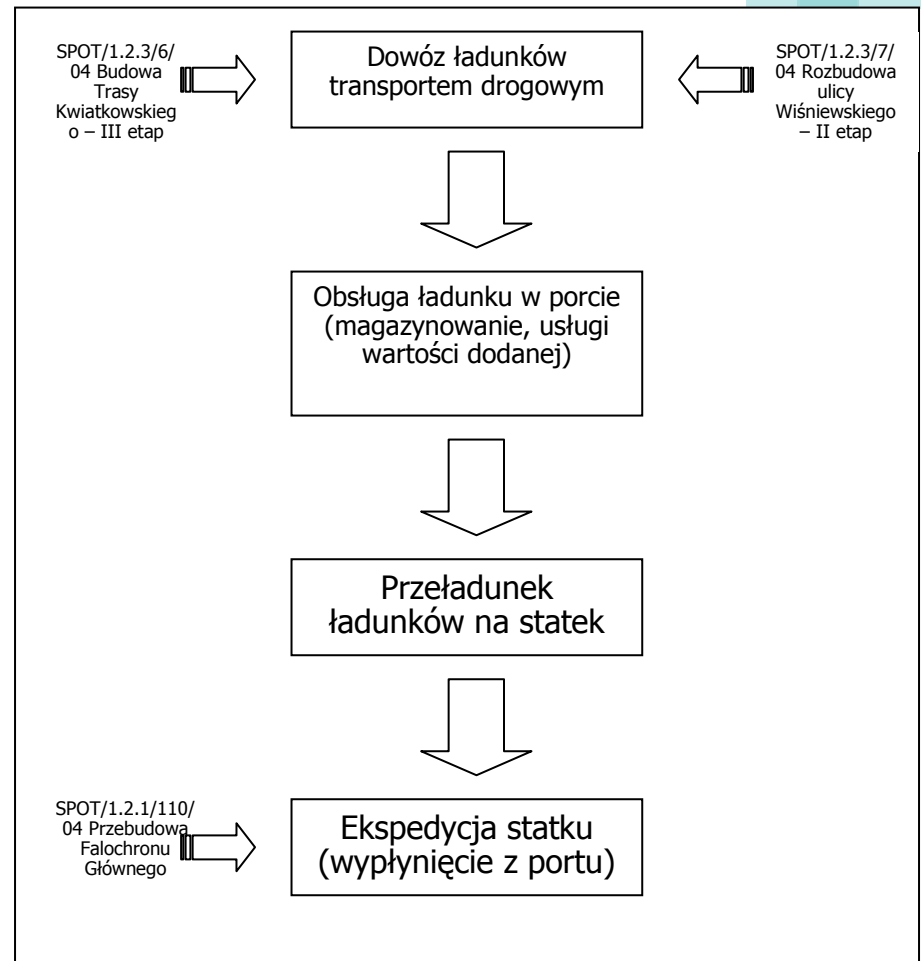 SPOT/1.2.3/6/
04 Budowa
Trasy
Kwiatkowskieg
o – III etap
Dowóz ładunków
transportem drogowym
SPOT/1.2.3/7/
04 Rozbudowa
ulicy
Wiśniewskiego
– II etap
Obsługa ładunku w porcie
(magazynowanie, usługi
wartości dodanej)
Przeładunek
ładunków na statek
SPOT/1.2.1/110/
04 Przebudowa
Falochronu
Głównego
Ekspedycja statku
(wypłynięcie z portu)